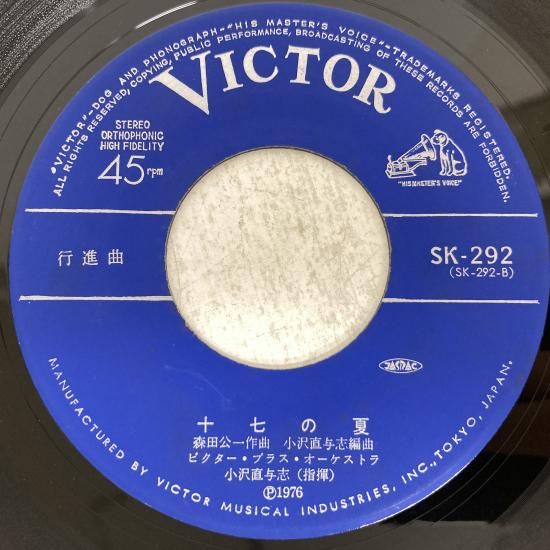 "VICTOR"-DOG AND PHONOGRAPH-"HIS MASTER'S VOICE"-TRADEMARKS REGISTERED.
ALL RIGHTS RESERVED, COPYING, PUBLIC PERFORMANCE, BROADCASTING OF THESE RECORDS ARE FORBIDDEN.
VICTOR
STEREO
ORTHOPHONIC
HIGH FIDELITY
45rpm
"HIS MASTER'S VOICE"
行進曲
SK-292
(SK-292-B)
JASRAC
十七の夏
森田公一作曲 小沢直与志編曲
ビクター・ブラス・オーケストラ
小沢直与志(指揮)
Ⓟ1976
MANUFACTURED BY VICTOR MUSICAL INDUSTRIES, INC., TOKYO, JAPAN.